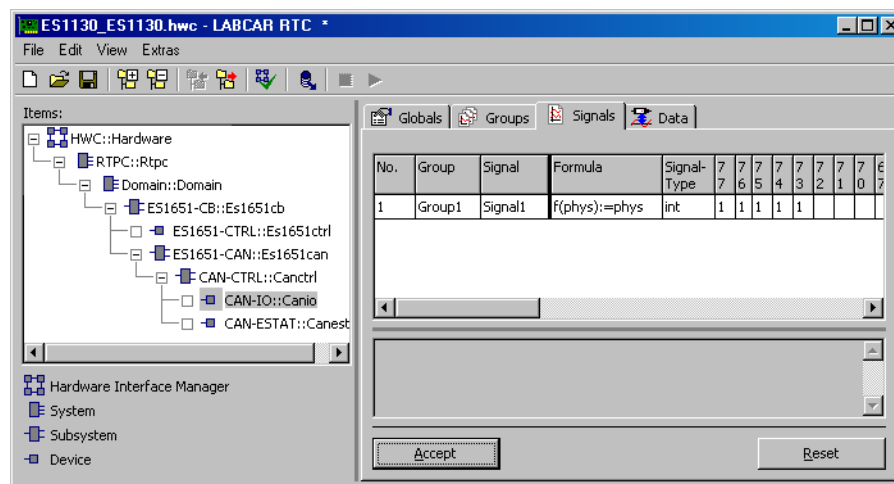 ES1130_ES1130.hwc - LABCAR RTC *
File Edit View Extras
Items:
HWC::Hardware
RTPC::Rtpc
Domain::Domain
ES1651-CB::Es1651cb
ES1651-CTRL::Es1651ctrl
ES1651-CAN::Es1651can
CAN-CTRL::Canctrl
CAN-IO::Canio
CAN-ESTAT::Canest
Hardware Interface Manager
System
Subsystem
Device
Globals Groups Signals Data
No. Group Signal Formula Signal- 7 7 7 7 7 7 7 7 6
Type 7 6 5 4 3 2 1 0 7
1 Group1 Signal1 f(phys):=phys int 1 1 1 1 1
Accept Reset